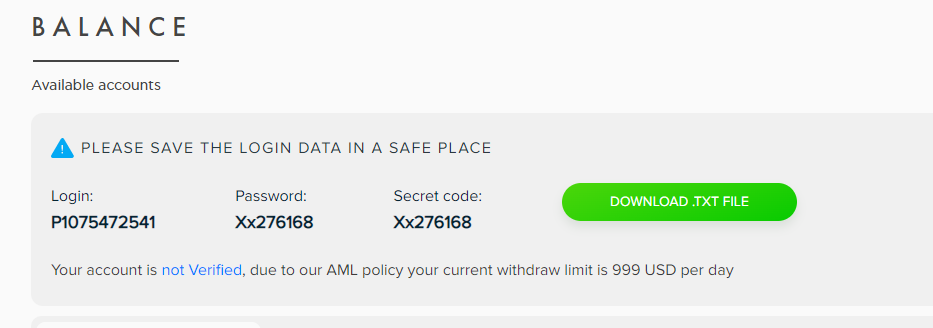 BALANCE
Available accounts
PLEASE SAVE THE LOGIN DATA IN A SAFE PLACE
Login: Password: Secret code:
P1075472541 Xx276168 Xx276168
DOWNLOAD .TXT FILE
Your account is not Verified, due to our AML policy your current withdraw limit is 999 USD per day